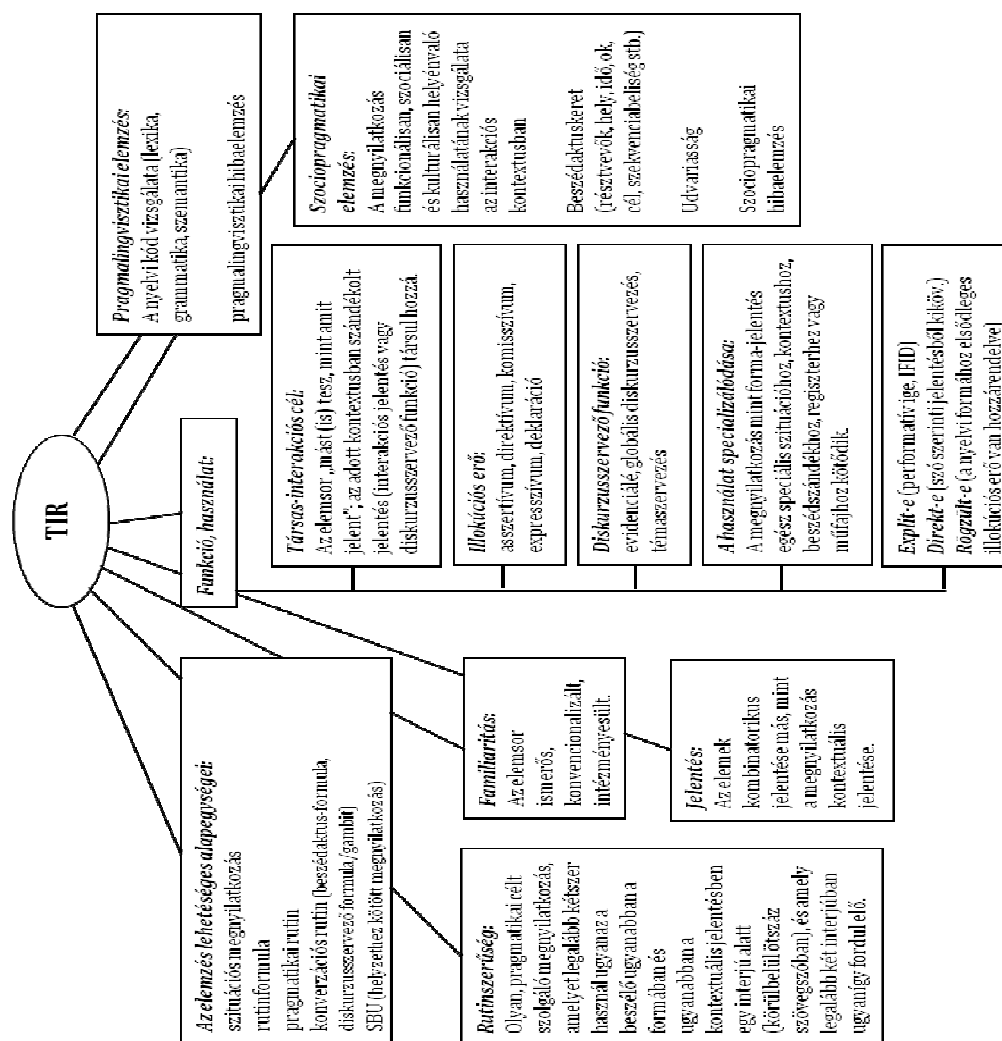 TIR
Az elemzés lehetéséges alapegységei:
szituációs megnyilatkozás
rutinformula
pragmatikai rutin
konverzációs rutin (beszédaktus-formula,
diskurzusszervező formula/gambit)
SBU (helyzethez kötött megnyilatkozás)
Rutinszerűség:
Olyan, pragmatikai célt
szolgáló megnyilatkozás,
amelyet legalább kétszer
használ ugyanaz a
beszélő ugyanabban a
formában és
ugyanabban a
kontextuális jelentésben
egy interjú alatt
(körülbelül ötszáz
szövegszóban), és amely
legalább két interjúban
ugyanígy fordul elő.
Familiaritás:
Az elemsor
ismerős,
konvencionalizált,
intézményesült.
Jelentés:
Az elemek
kombinatorikus
jelentése más, mint
a megnyilatkozás
kontextuális
jelentése.
Funkció, használat:
Társas-interakciós cél:
Az elemsor „mást (is) tesz, mint amit
jelent"; az adott kontextusban szándékolt
jelentés (interakciós jelentés vagy
diskurzusszervező funkció) társul hozzá.
Illokúciós erő:
asszertívum, direktívum, komisszívum,
expresszívum, deklaráció
Diskurzusszervező funkció:
evidenciálé, globális diskurzusszervezés,
témaszervezés
A használat specializálódása:
A megnyilatkozás mint forma-jelentés
egész speciális szituációhoz, kontextushoz,
beszédszándékhoz, regiszterhez vagy
műfajhoz kötődik.
Explit-e (performatív ige, IFID)
Direkt-e (szó szerinti jelentésből kiköv.)
Rögzült-e (a nyelvi formához elsődleges
illokúciós erő van hozzárendelve)
Pragmalingvisztikai elemzés:
A nyelvi kód vizsgálata (lexika,
grammatika, szemantika)
pragmalingvisztikai hibaelemzés
Szociopragmatikai
elemzés:
A megnyilatkozás
funkcionálisan, szociálisan
és kulturálisan helyénvaló
használatának vizsgálata
az interakciós
kontextusban
Beszédaktuskeret
(résztvevők, hely, idő, ok,
cél, szekvenciabeliség stb.)
Udvariasság
Szociopragmatikai
hibaelemzés